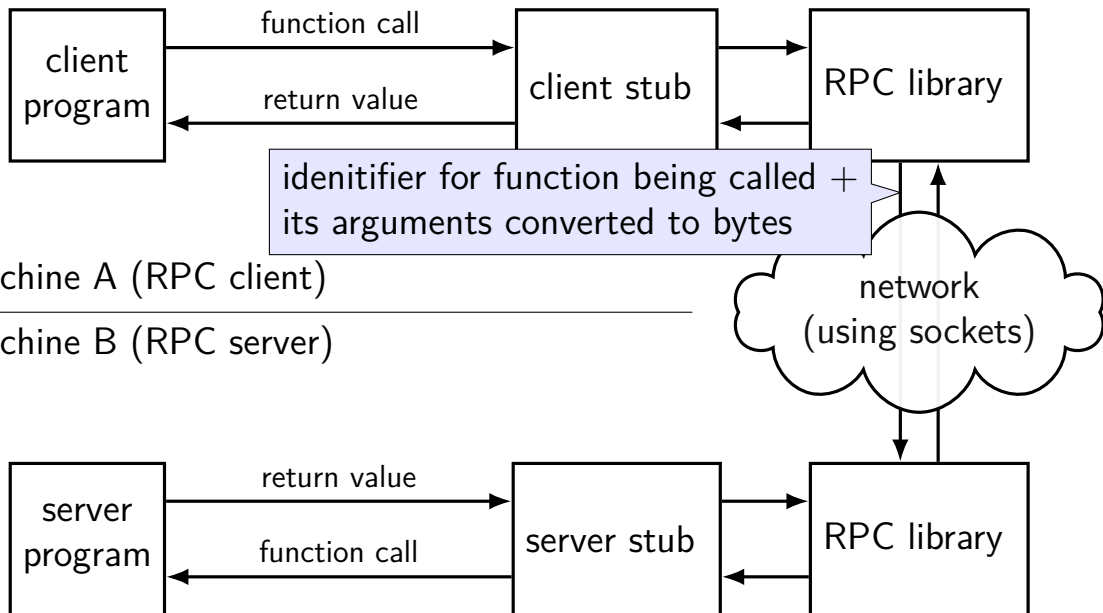 function call
client
program
return value
client stub
RPC library
idenitifier for function being called +
its arguments converted to bytes
chine A (RPC client)
chine B (RPC server)
network
(using sockets)
return value
server
program
function call
server stub
RPC library